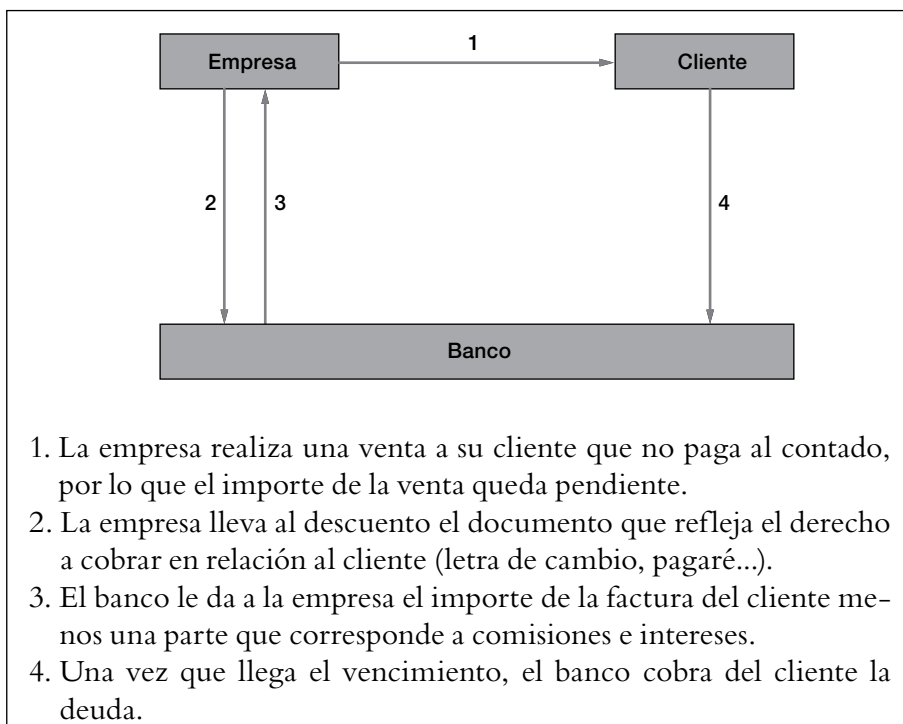 1
Empresa
Cliente
2
3
4
Banco
1. La empresa realiza una venta a su cliente que no paga al contado,
por lo que el importe de la venta queda pendiente.
2. La empresa lleva al descuento el documento que refleja el derecho
a cobrar en relación al cliente (letra de cambio, pagaré...).
3. El banco le da a la empresa el importe de la factura del cliente me-
nos una parte que corresponde a comisiones e intereses.
4. Una vez que llega el vencimiento, el banco cobra del cliente la
deuda.